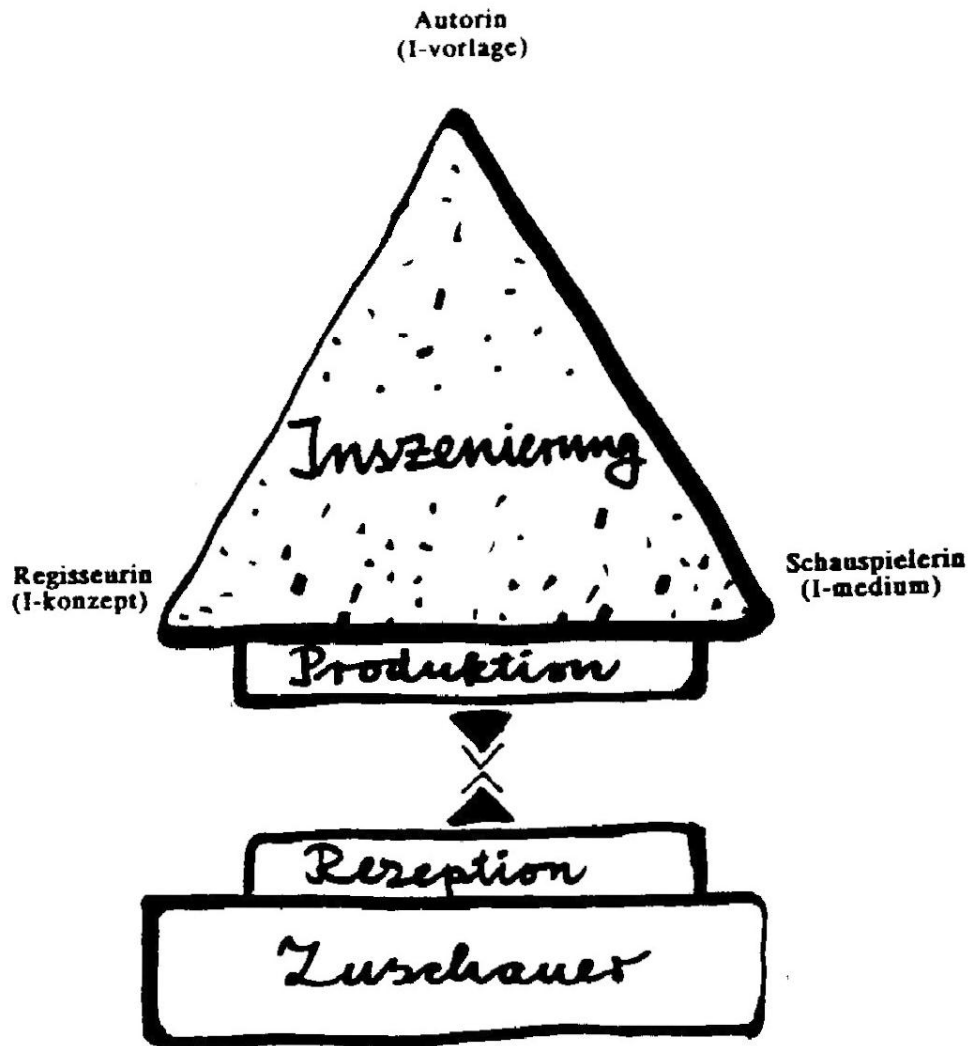 Autorin
(I-vorlage)
Inszenierung
Regisseurin
(I-konzept)
Schauspielerin
(I-medium)
Produktion
Rezeption
Zuschauer